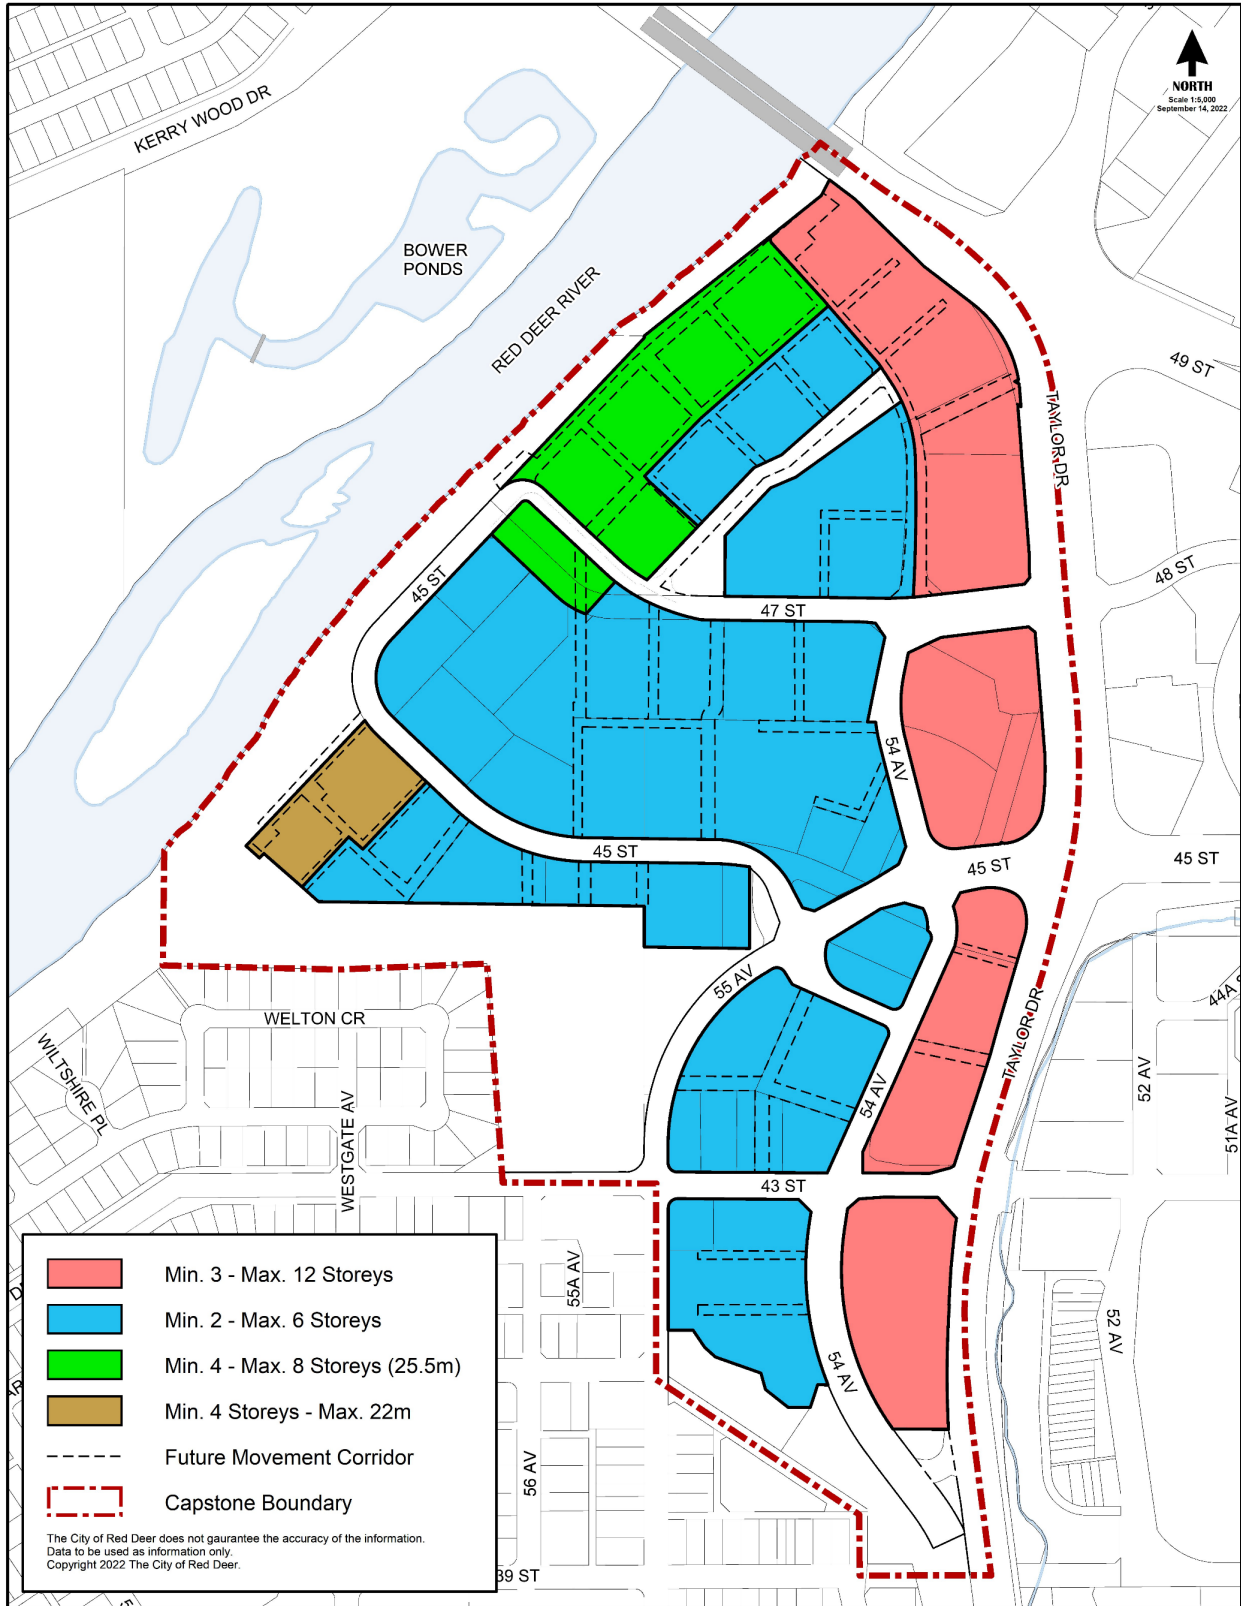 NORTH
Scale 1:5,000
September 14, 2022
KERRY WOOD DR
BOWER
PONDS
RED DEER RIVER
49 ST
TAYLOR DR
48 ST
45 ST
47 ST
54 AV
45 ST
45 ST
45 ST
55 AV
44A
WELTON CR
WILTSHIRE PL
TAYLOR DR
52 AV
54 AV
51A AV
WESTGATE AV
43 ST
55A AV
52 AV
54 AV
56 AV
39 ST
Min. 3 - Max. 12 Storeys
Min. 2 - Max. 6 Storeys
Min. 4 - Max. 8 Storeys (25.5m)
Min. 4 Storeys - Max. 22m
Future Movement Corridor
Capstone Boundary
The City of Red Deer does not gaurantee the accuracy of the information.
Data to be used as information only.
Copyright 2022 The City of Red Deer.